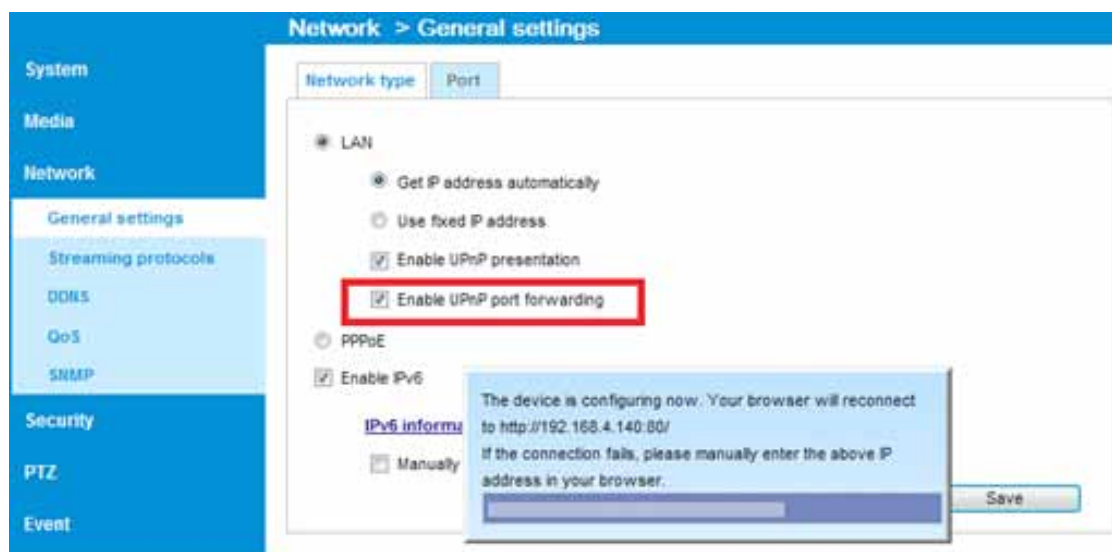 Network > General settings
System
Media
Network
General settings
Streaming protocols
DDNS
QoS
SNMP
Security
PTZ
Event
Network type
Port
LAN
Get IP address automatically
Use fixed IP address
Enable UPnP presentation
Enable UPnP port forwarding
PPPoE
Enable IPv6
IPv6 informa
Manually
The device is configuring now. Your browser will reconnect
to http://192.168.4.140:80/
If the connection fails, please manually enter the above IP
address in your browser.
Save